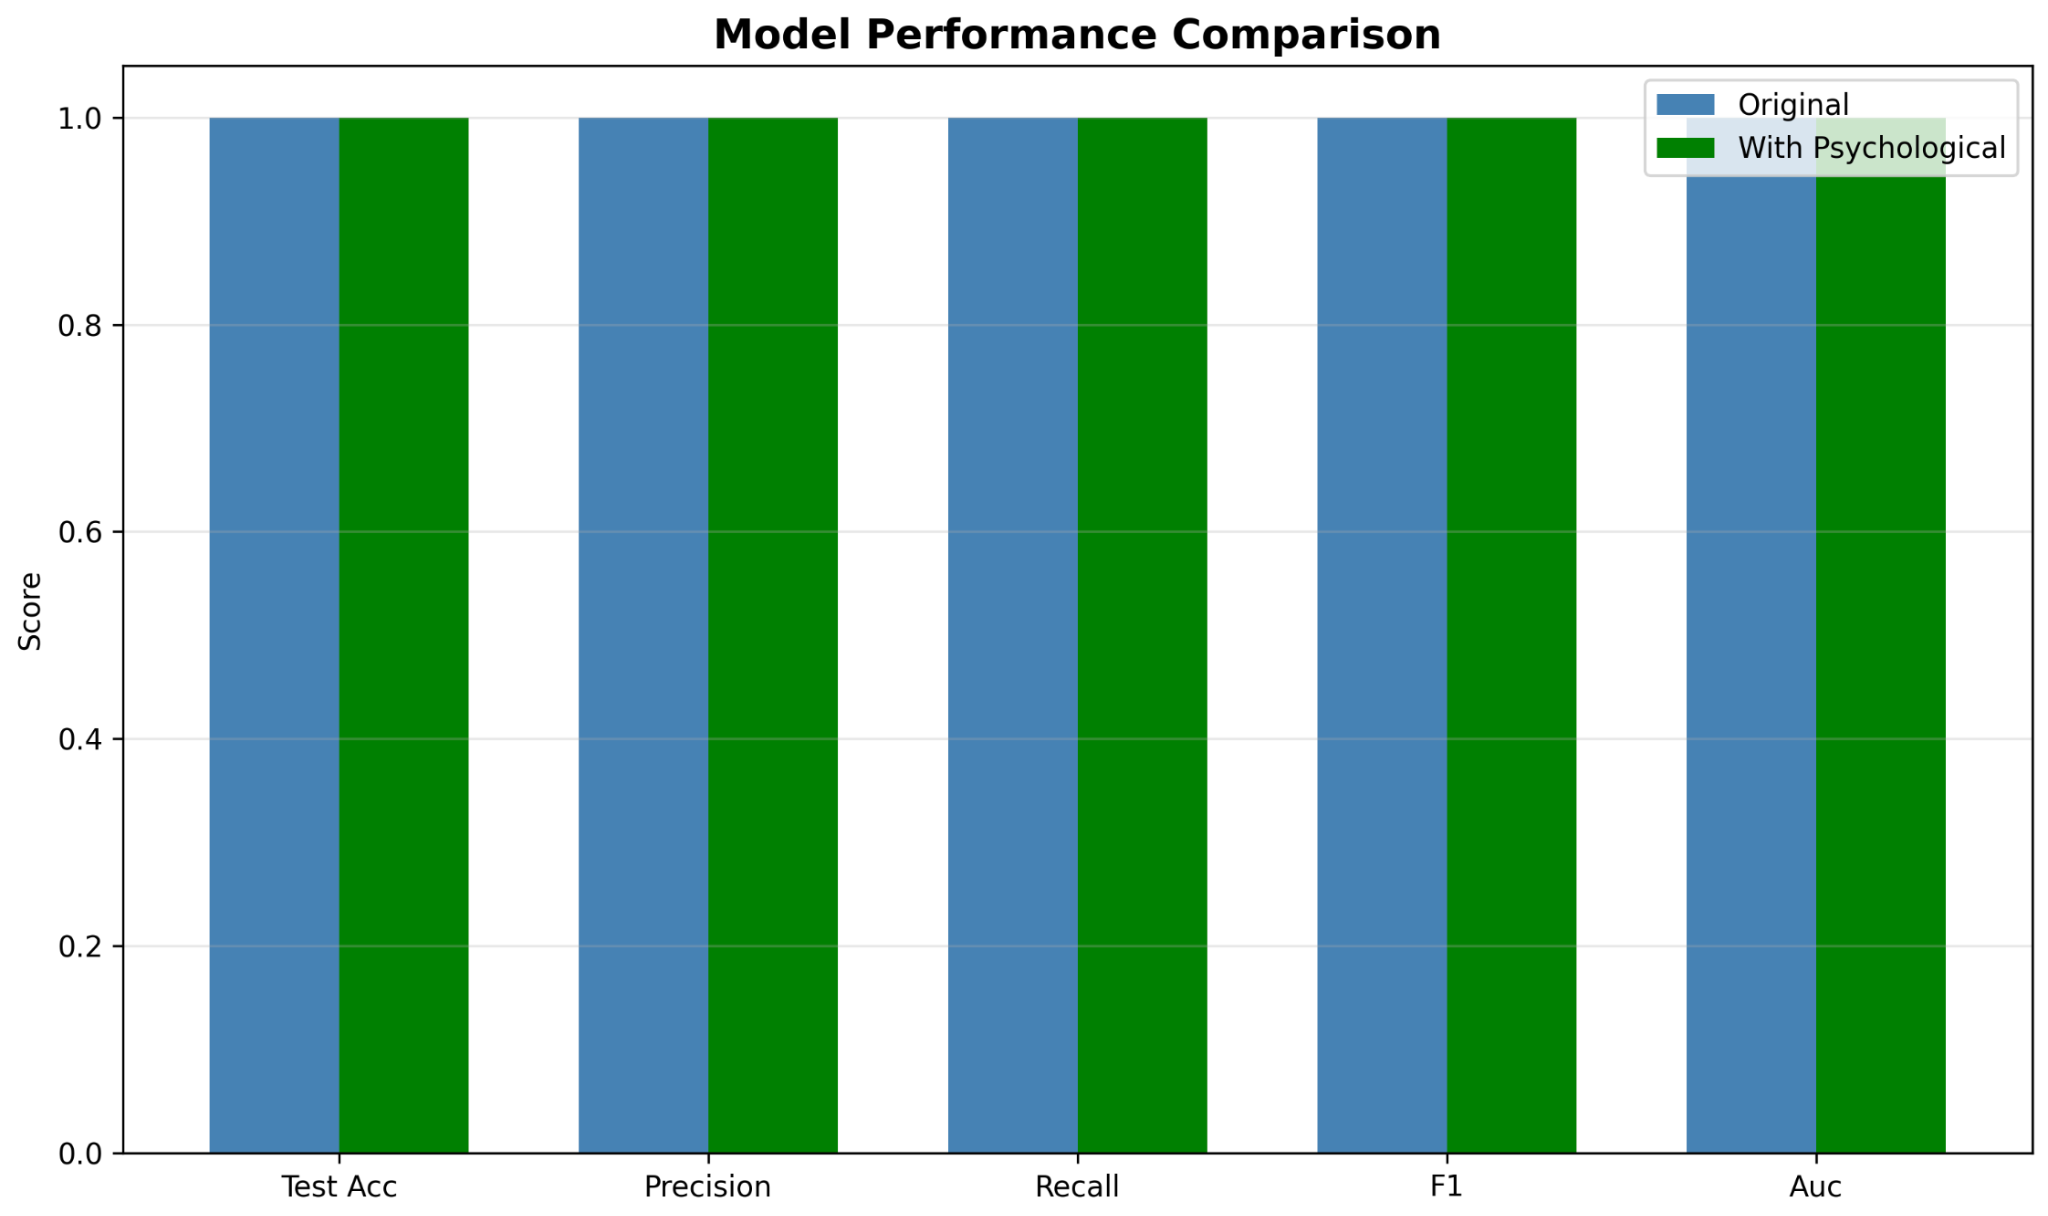 Model Performance Comparison
Original
With Psychological
1.0
0.8
0.6
0.4
0.2
0.0
Score
Test Acc
Precision
Recall
F1
Auc